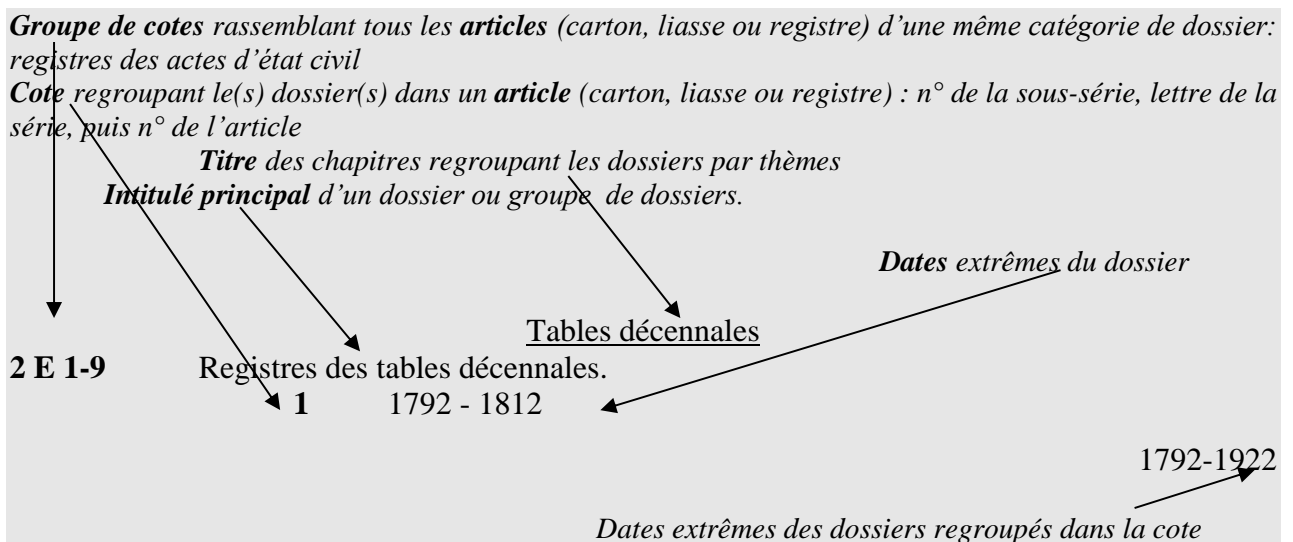 Groupe de cotes rassemblant tous les articles (carton, liasse ou registre) d’une même catégorie de dossier:
registres des actes d’état civil
Cote regroupant le(s) dossier(s) dans un article (carton, liasse ou registre) : n° de la sous-série, lettre de la
série, puis n° de l’article
Titre des chapitres regroupant les dossiers par thèmes
Intitulé principal d’un dossier ou groupe de dossiers.
Dates extrêmes du dossier
Tables décennales
2 E 1-9 Registres des tables décennales.
1 1792 - 1812
1792-1922
Dates extrêmes des dossiers regroupés dans la cote